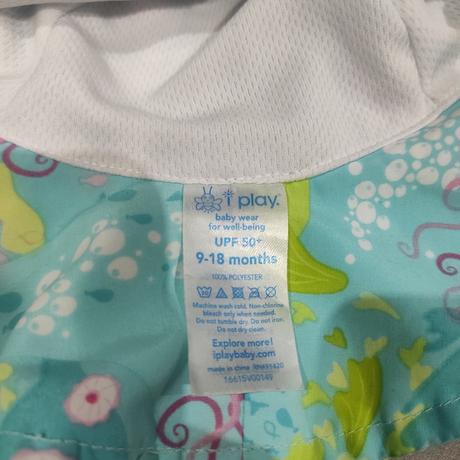 i play.
baby wear
for well-being
UPF 50+
9-18 months
100% POLYESTER
Machine wash cold. Non-chlorine
bleach only when needed.
Do not tumble dry. Do not iron.
Do not dry clean.
Explore more!
iplaybaby.com
made in china
16615V00149